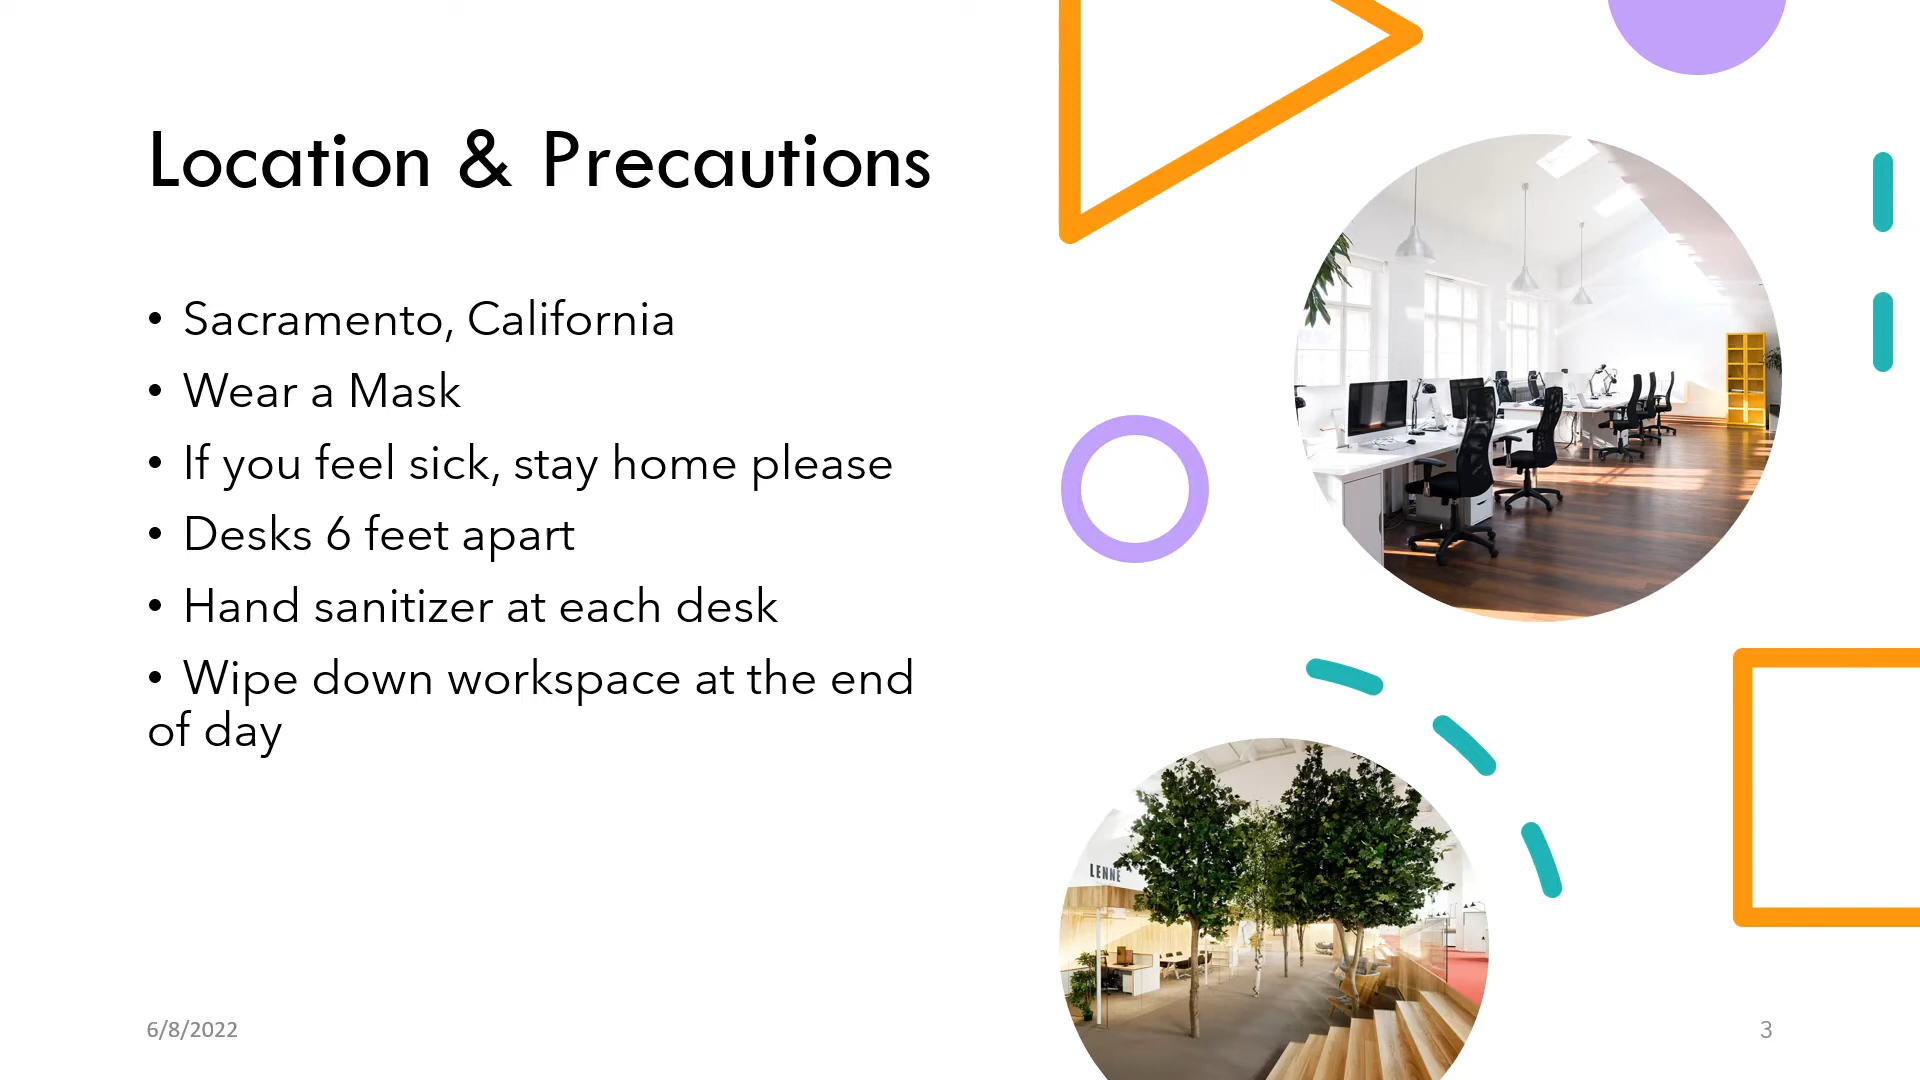 Location & Precautions
• Sacramento, California
• Wear a Mask
• If you feel sick, stay home please
• Desks 6 feet apart
• Hand sanitizer at each desk
• Wipe down workspace at the end
of day
LENNÉ
6/8/2022
3